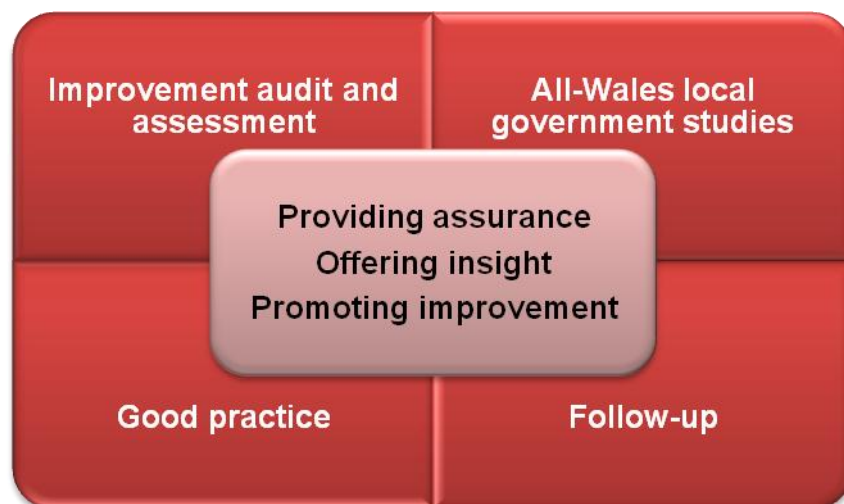 Improvement audit and
assessment
All-Wales local
government studies
Providing assurance
Offering insight
Promoting improvement
Good practice
Follow-up